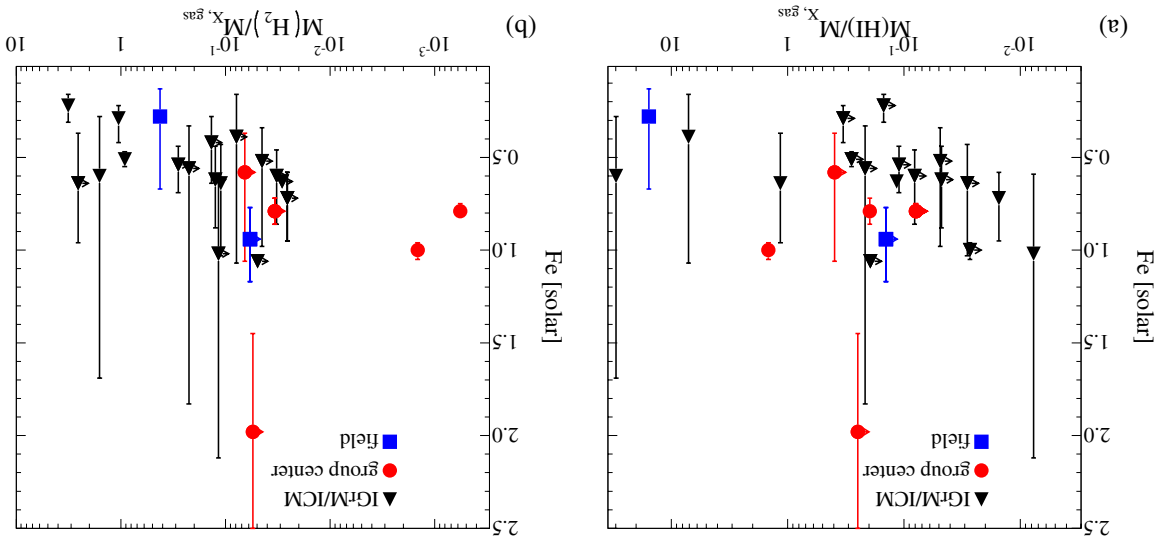 2.5
2.0
1.5
1.0
0.5
Fe [solar]
IGrM/ICM
group center
field
10⁻² 10⁻¹ 1 10
(a) M(HI)/M_X, gas
2.5
2.0
1.5
1.0
0.5
Fe [solar]
IGrM/ICM
group center
field
10⁻³ 10⁻² 10⁻¹ 1 10
(b) M(H₂)/M_X, gas